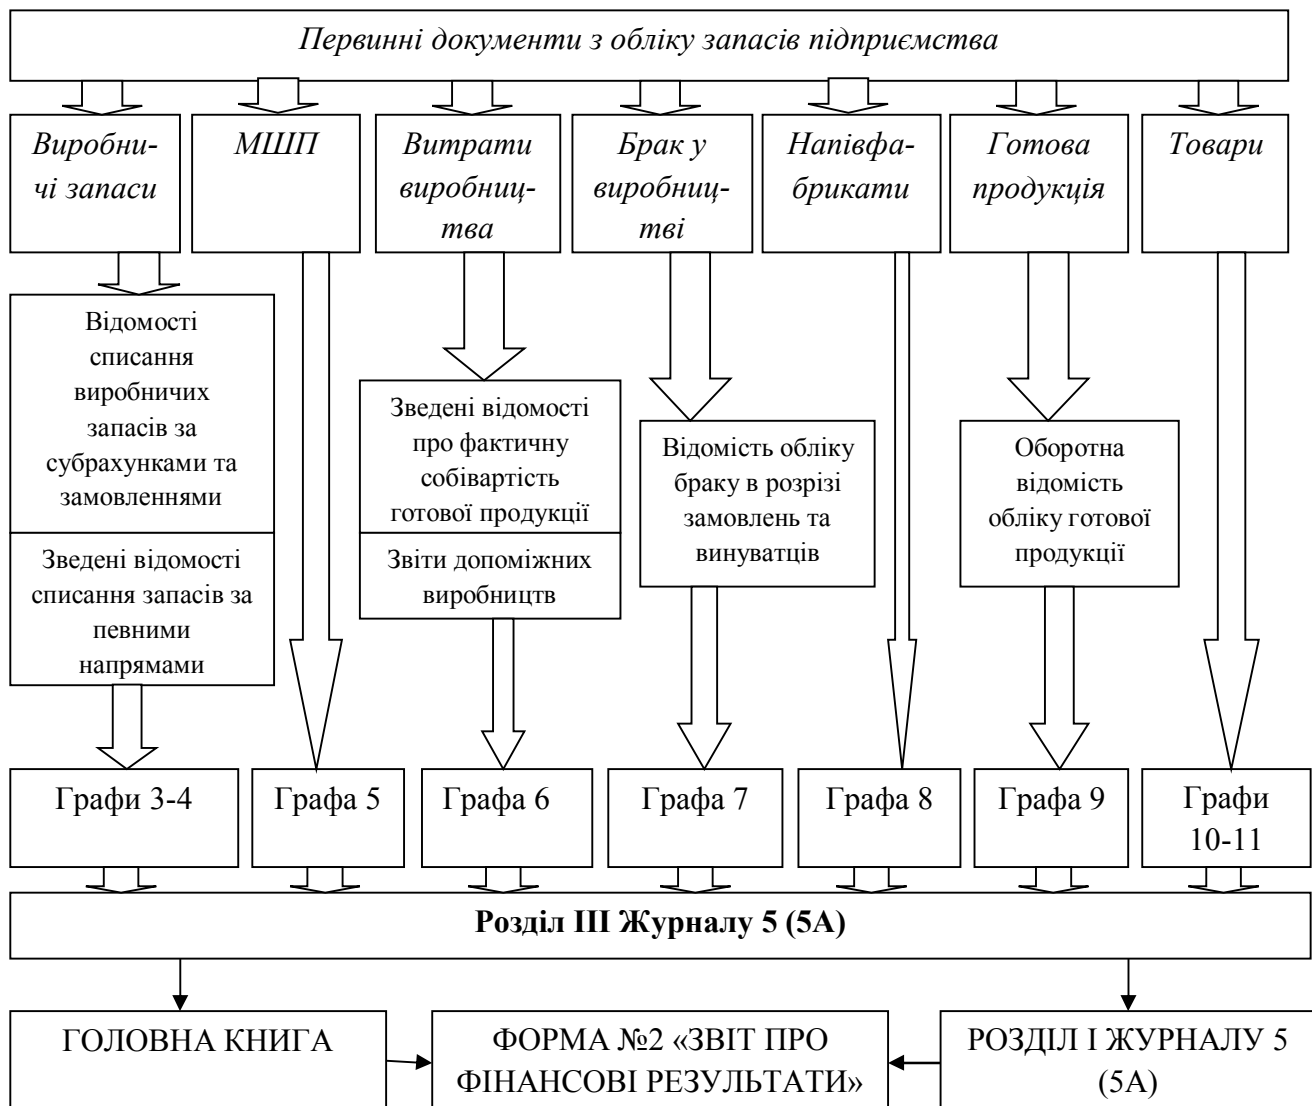 Первинні документи з обліку запасів підприємства
Виробни-
чі запаси
МШП
Витрати
виробниц-
тва
Брак у
виробниц-
тві
Напівфа-
брикати
Готова
продукція
Товари
Відомості
списання
виробничих
запасів за
субрахунками та
замовленнями
Зведені відомості
списання запасів за
певними
напрямами
Зведені відомості
про фактичну
собівартість
готової продукції
Звіти допоміжних
виробництв
Відомість обліку
браку в розрізі
замовлень та
винуватців
Оборотна
відомість
обліку готової
продукції
Графи 3-4
Графа 5
Графа 6
Графа 7
Графа 8
Графа 9
Графи
10-11
Розділ ІІІ Журналу 5 (5А)
ГОЛОВНА КНИГА
ФОРМА №2 «ЗВІТ ПРО
ФІНАНСОВІ РЕЗУЛЬТАТИ»
РОЗДІЛ І ЖУРНАЛУ 5
(5А)